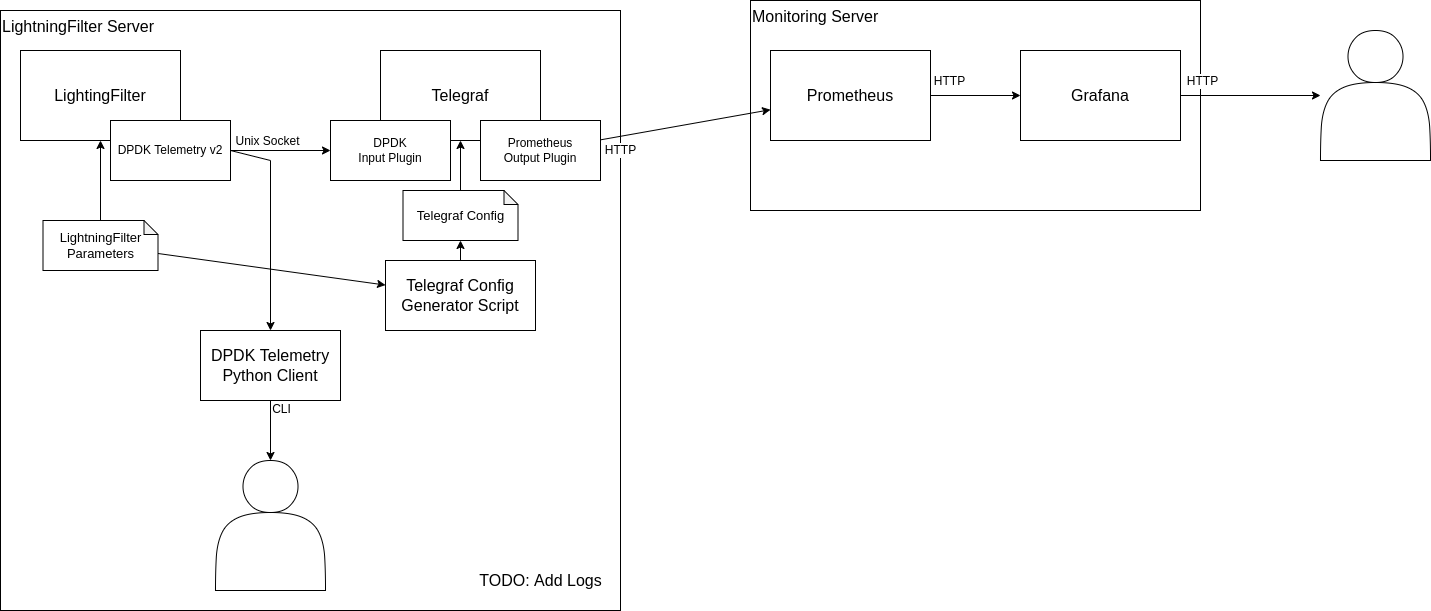 LightningFilter Server
Monitoring Server
LightingFilter
Telegraf
Prometheus
HTTP
Grafana
HTTP
DPDK Telemetry v2
Unix Socket
DPDK
Input Plugin
Prometheus
Output Plugin
HTTP
Telegraf Config
LightningFilter
Parameters
Telegraf Config
Generator Script
DPDK Telemetry
Python Client
CLI
TODO: Add Logs